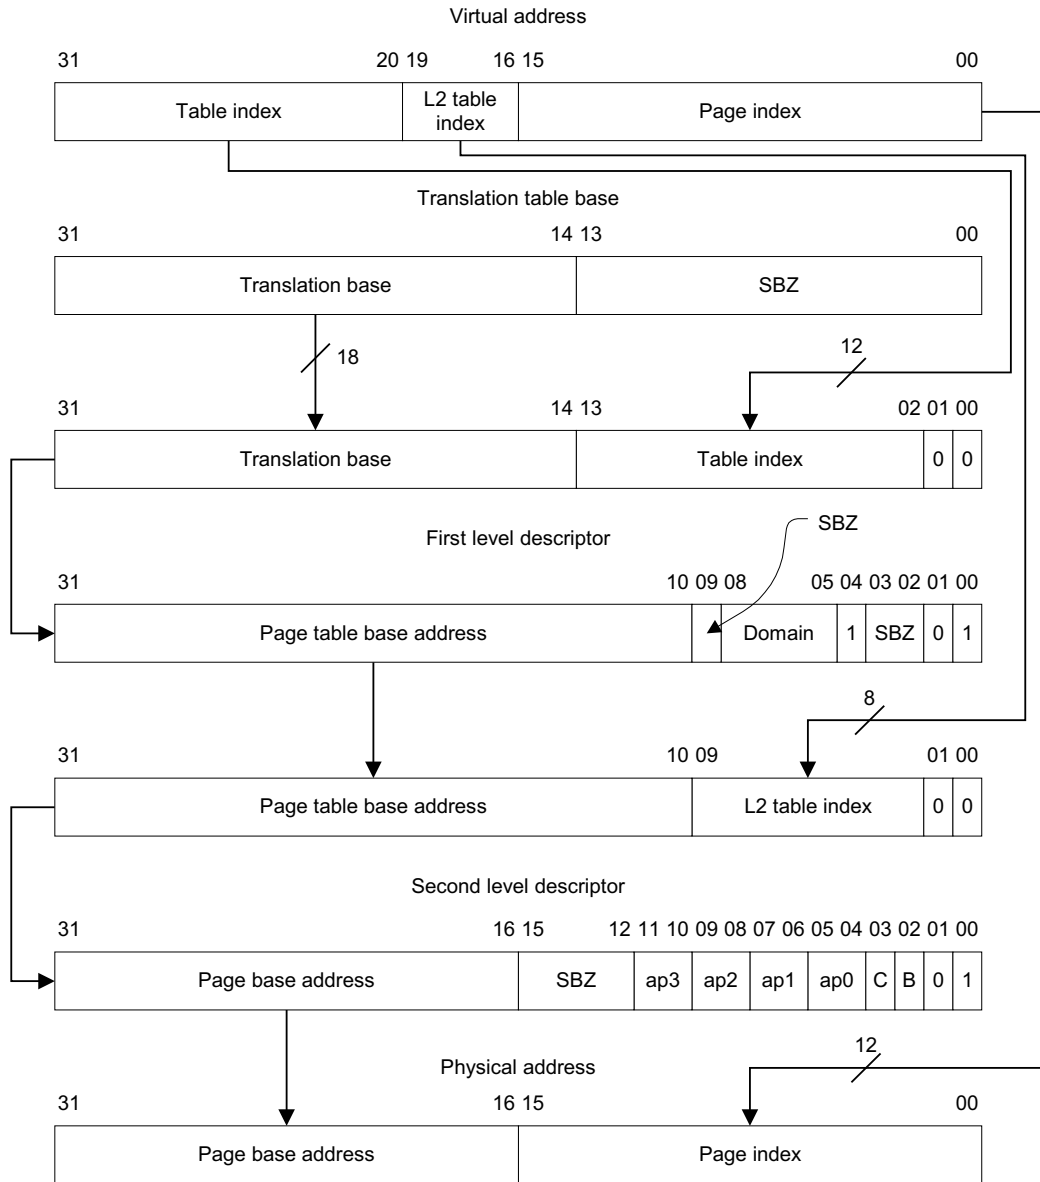 Virtual address
31 20 19 16 15 00
Table index L2 table index Page index
Translation table base
31 14 13 00
Translation base SBZ
18 12
31 14 13 02 01 00
Translation base Table index 0 0
First level descriptor SBZ
31 10 09 08 05 04 03 02 01 00
Page table base address Domain 1 SBZ 0 1
8
31 10 09 01 00
Page table base address L2 table index 0 0
Second level descriptor
31 16 15 12 11 10 09 08 07 06 05 04 03 02 01 00
Page base address SBZ ap3 ap2 ap1 ap0 C B 0 1
12
Physical address
31 16 15 00
Page base address Page index